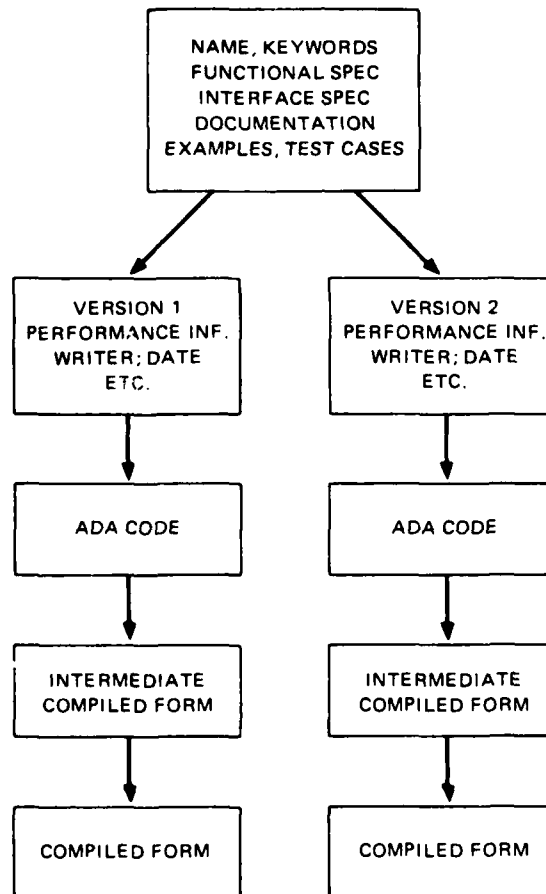 NAME, KEYWORDS
FUNCTIONAL SPEC
INTERFACE SPEC
DOCUMENTATION
EXAMPLES, TEST CASES
VERSION 1
PERFORMANCE INF.
WRITER; DATE
ETC.
VERSION 2
PERFORMANCE INF.
WRITER; DATE
ETC.
ADA CODE
ADA CODE
INTERMEDIATE
COMPILED FORM
INTERMEDIATE
COMPILED FORM
COMPILED FORM
COMPILED FORM